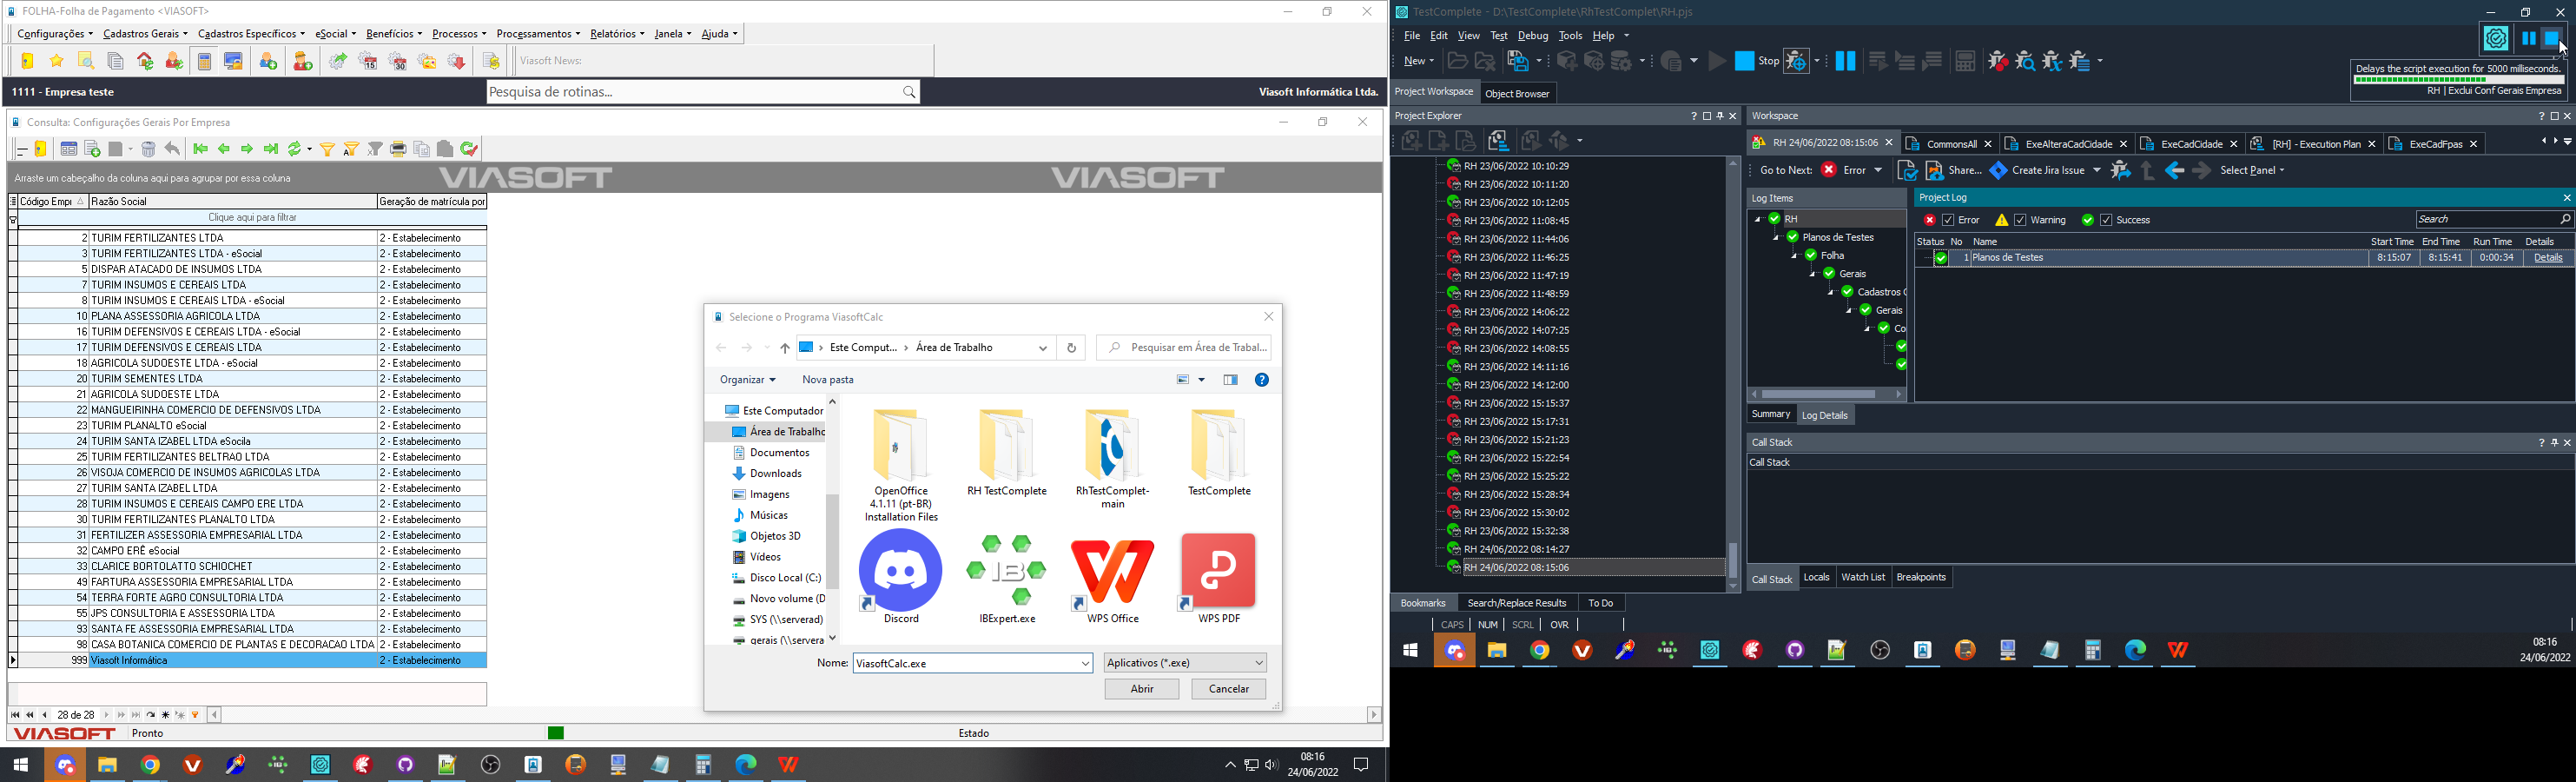 FOLHA-Folha de Pagamento <VIASOFT>
Configurações Cadastros Gerais Cadastros Específicos eSocial Benefícios Processos Processamentos Relatórios Janela Ajuda
15 30 Viasoft News:
1111 - Empresa teste Pesquisa de rotinas... Viasoft Informática Ltda.
Consulta: Configurações Gerais Por Empresa
Arraste um cabeçalho da coluna aqui para agrupar por essa coluna VIASOFT VIASOFT
Código Empr Razão Social Geração de matrícula por
Clique aqui para filtrar
2 TURIM FERTILIZANTES LTDA 2 - Estabelecimento
3 TURIM FERTILIZANTES LTDA - eSocial 2 - Estabelecimento
5 DISPAR ATACADO DE INSUMOS LTDA 2 - Estabelecimento
7 TURIM INSUMOS E CEREAIS LTDA 2 - Estabelecimento
8 TURIM INSUMOS E CEREAIS LTDA - eSocial 2 - Estabelecimento
10 PLANA ASSESSORIA AGRICOLA LTDA 2 - Estabelecimento
16 TURIM DEFENSIVOS E CEREAIS LTDA - eSocial 2 - Estabelecimento
17 TURIM DEFENSIVOS E CEREAIS LTDA 2 - Estabelecimento
18 AGRICOLA SUDOESTE LTDA - eSocial 2 - Estabelecimento
20 TURIM SEMENTES LTDA 2 - Estabelecimento
21 AGRICOLA SUDOESTE LTDA 2 - Estabelecimento
22 MANGUEIRINHA COMERCIO DE DEFENSIVOS LTDA 2 - Estabelecimento
23 TURIM PLANALTO eSocial 2 - Estabelecimento
24 TURIM SANTA IZABEL LTDA eSocila 2 - Estabelecimento
25 TURIM FERTILIZANTES BELTRAO LTDA 2 - Estabelecimento
26 VISOJA COMERCIO DE INSUMOS AGRICOLAS LTDA 2 - Estabelecimento
27 TURIM SANTA IZABEL LTDA 2 - Estabelecimento
28 TURIM INSUMOS E CEREAIS CAMPO ERE LTDA 2 - Estabelecimento
30 TURIM FERTILIZANTES PLANALTO LTDA 2 - Estabelecimento
31 FERTILIZER ASSESSORIA EMPRESARIAL LTDA 2 - Estabelecimento
32 CAMPO ERÊ eSocial 2 - Estabelecimento
33 CLARICE BORTOLATTO SCHIOCHET 2 - Estabelecimento
49 FARTURA ASSESSORIA EMPRESARIAL LTDA 2 - Estabelecimento
54 TERRA FORTE AGRO CONSULTORIA LTDA 2 - Estabelecimento
55 JPS CONSULTORIA E ASSESSORIA LTDA 2 - Estabelecimento
93 SANTA FE ASSESSORIA EMPRESARIAL LTDA 2 - Estabelecimento
98 CASA BOTANICA COMERCIO DE PLANTAS E DECORACAO LTDA 2 - Estabelecimento
999 Viasoft Informática 2 - Estabelecimento
28 de 28
VIASOFT Pronto Estado
Selecione o Programa ViasoftCalc
Este Comput... Área de Trabalho Pesquisar em Área de Trabal...
Organizar Nova pasta
Este Computador
Área de Trabalho
Documentos
Downloads
Imagens
Músicas
Objetos 3D
Vídeos
Disco Local (C:)
Novo volume (D
SYS (\\serverad)
gerais (\\servera
OpenOffice
4.1.11 (pt-BR)
Installation Files
RH TestComplete
RhTestComplet-
main
TestComplete
Discord
IB
IBExpert.exe
WPS Office
WPS PDF
Nome: ViasoftCalc.exe Aplicativos (*.exe)
Abrir Cancelar
08:16
24/06/2022
TestComplete - D:\TestComplete\RhTestComplet\RH.pjs
File Edit View Test Debug Tools Help
New Stop
Delays the script execution for 5000 milliseconds.
RH | Exclui Conf Gerais Empresa
Project Workspace Object Browser
Project Explorer
RH 23/06/2022 10:10:29
RH 23/06/2022 10:11:20
RH 23/06/2022 10:12:05
RH 23/06/2022 11:08:45
RH 23/06/2022 11:44:06
RH 23/06/2022 11:46:25
RH 23/06/2022 11:47:19
RH 23/06/2022 11:48:59
RH 23/06/2022 14:06:22
RH 23/06/2022 14:07:25
RH 23/06/2022 14:08:55
RH 23/06/2022 14:11:16
RH 23/06/2022 14:12:00
RH 23/06/2022 15:15:37
RH 23/06/2022 15:17:31
RH 23/06/2022 15:21:23
RH 23/06/2022 15:22:54
RH 23/06/2022 15:25:22
RH 23/06/2022 15:28:34
RH 23/06/2022 15:30:02
RH 23/06/2022 15:32:38
RH 24/06/2022 08:14:27
RH 24/06/2022 08:15:06
Bookmarks Search/Replace Results To Do
CAPS NUM SCRL OVR
Workspace
RH 24/06/2022 08:15:06 CommonsAll ExeAlteraCadCidade ExeCadCidade [RH] - Execution Plan ExeCadFpas
Go to Next: Error Share... Create Jira Issue Select Panel
Log Items
RH
Planos de Testes
Folha
Gerais
Cadastros G
Gerais
Co
Summary Log Details
Project Log
Error Warning Success Search
Status No Name Start Time End Time Run Time Details
1 Planos de Testes 8:15:07 8:15:41 0:00:34 Details
Call Stack
Call Stack
Call Stack Locals Watch List Breakpoints
08:16
24/06/2022